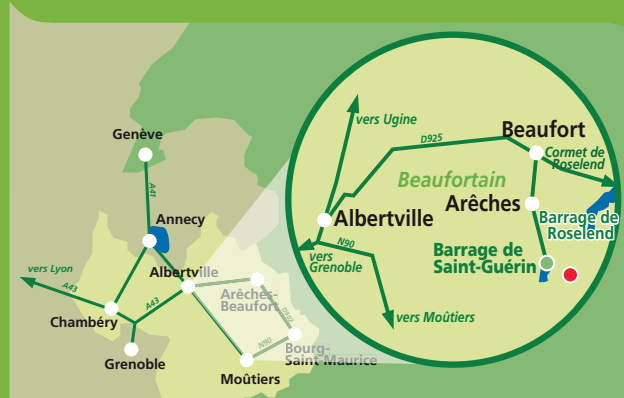 Genève
A41
Annecy
vers Lyon
A43
Albertville
Chambéry
A43
Grenoble
Arêches-
Beaufort
D902
N90
Bourg-
Saint-Maurice
Moûtiers
vers Ugine
D925
Beaufort
Cormet de
Roselend
Beaufortain
Arêches
Albertville
Barrage de
Roselend
N90
vers
Grenoble
Barrage de
Saint-Guérin
vers Moûtiers